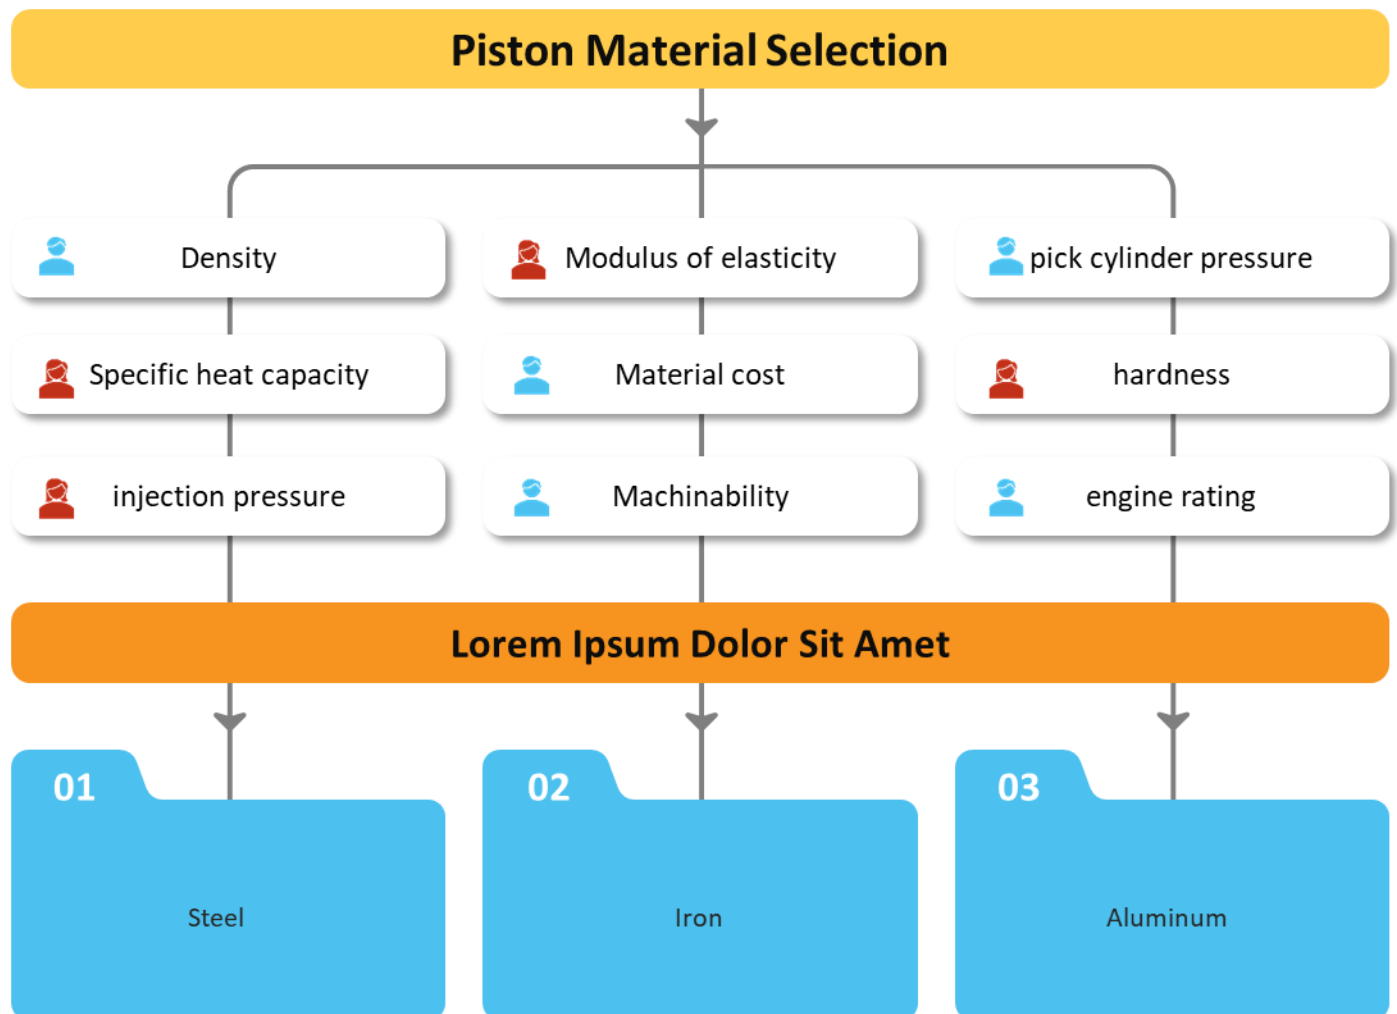 Piston Material Selection
Density
Modulus of elasticity
pick cylinder pressure
Specific heat capacity
Material cost
hardness
injection pressure
Machinability
engine rating
Lorem Ipsum Dolor Sit Amet
01
02
03
Steel
Iron
Aluminum